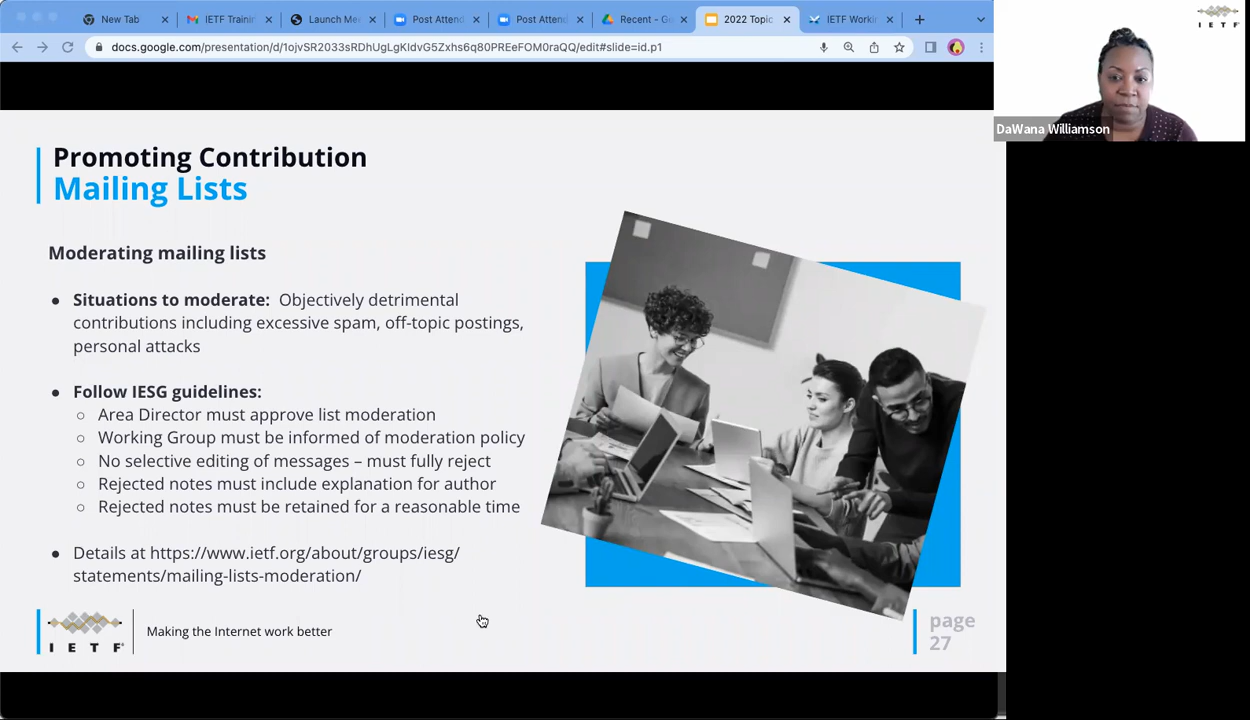 New Tab
IETF Trainin
Launch Mee
Post Attend
Post Attend
Recent - Go
2022 Topic
IETF Workin
docs.google.com/presentation/d/1ojvSR2033sRDhUgLgKIdvG5Zxhs6q80PREeFOM0raQQ/edit#slide=id.p1
IETF
DaWana Williamson
Promoting Contribution
Mailing Lists
Moderating mailing lists
● Situations to moderate: Objectively detrimental
contributions including excessive spam, off-topic postings,
personal attacks
● Follow IESG guidelines:
○ Area Director must approve list moderation
○ Working Group must be informed of moderation policy
○ No selective editing of messages – must fully reject
○ Rejected notes must include explanation for author
○ Rejected notes must be retained for a reasonable time
● Details at https://www.ietf.org/about/groups/iesg/
statements/mailing-lists-moderation/
IETF®
Making the Internet work better
page
27